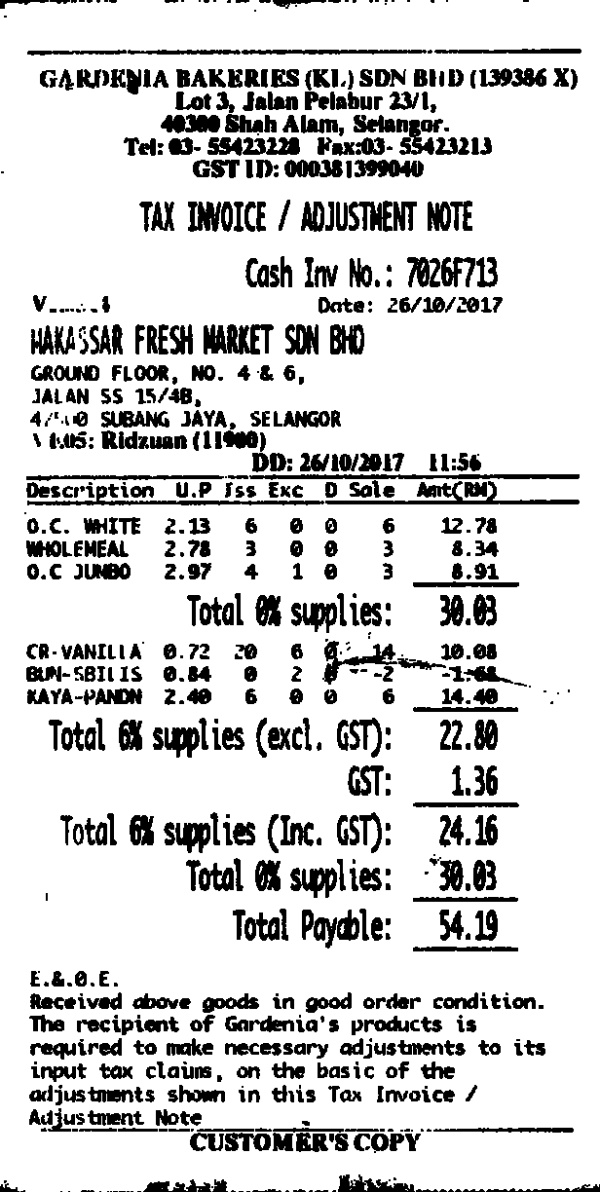 GARDENIA BAKERIES (KL) SDN BHD (139386 X)
Lot 3, Jalan Pelabur 23/1,
40300 Shah Alam, Selangor.
Tel: 03- 55423228 Fax:03- 55423213
GST ID: 000381399040
TAX INVOICE / ADJUSTMENT NOTE
Cash Inv No.: 7026F713
Date: 26/10/2017
MAKASSAR FRESH MARKET SDN BHD
GROUND FLOOR, NO. 4 & 6,
JALAN SS 15/4B,
SUBANG JAYA, SELANGOR
Ridzuan (11900)
DD: 26/10/2017 11:56
Description U.P Iss Exc D Sale Amt(RM)
O.C. WHITE 2.13 6 0 0 6 12.78
WHOLEMEAL 2.78 3 0 0 3 8.34
O.C JUMBO 2.97 4 1 0 3 8.91
Total 0% supplies: 30.03
CR-VANILLA 0.72 20 6 0 14 10.08
BUN-SBILIS 0.84 0 2 0 -2 -1.68
KAYA-PANDN 2.40 6 0 0 6 14.40
Total 6% supplies (excl. GST): 22.80
GST: 1.36
Total 6% supplies (Inc. GST): 24.16
Total 0% supplies: 30.03
Total Payable: 54.19
E.&.O.E.
Received above goods in good order condition.
The recipient of Gardenia's products is
required to make necessary adjustments to its
input tax claims, on the basic of the
adjustments shown in this Tax Invoice /
Adjustment Note
CUSTOMER'S COPY